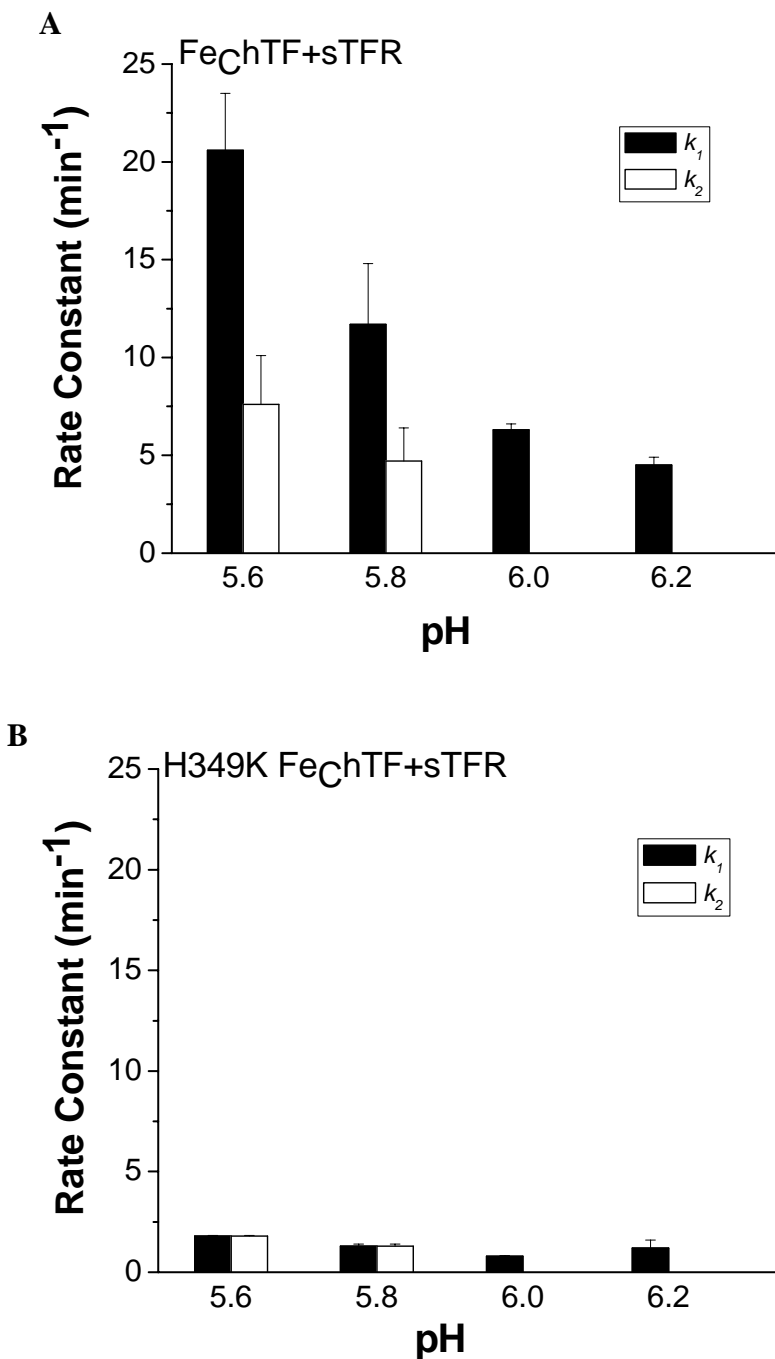 A
Fe_C hTF+sTFR
25
20
15
10
5
0
Rate Constant (min⁻¹)
k₁
k₂
5.6 5.8 6.0 6.2
pH
B
H349K Fe_C hTF+sTFR
25
20
15
10
5
0
Rate Constant (min⁻¹)
k₁
k₂
5.6 5.8 6.0 6.2
pH